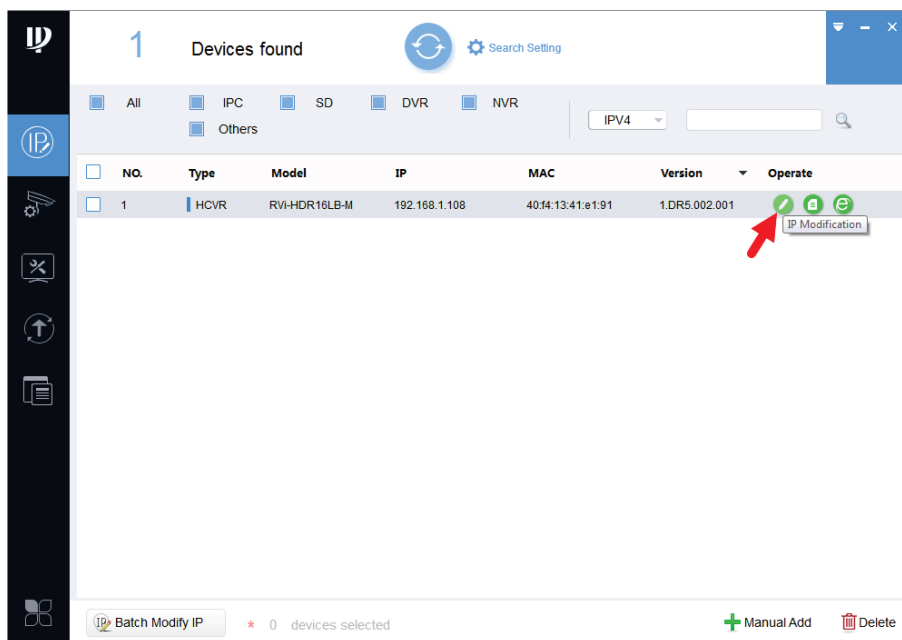 1 Devices found Search Setting
All IPC SD DVR NVR
Others
IPV4
NO. Type Model IP MAC Version Operate
1 HCVR RVi-HDR16LB-M 192.168.1.108 40:f4:13:41:e1:91 1.DR5.002.001
IP Modification
IP Batch Modify IP * 0 devices selected Manual Add Delete